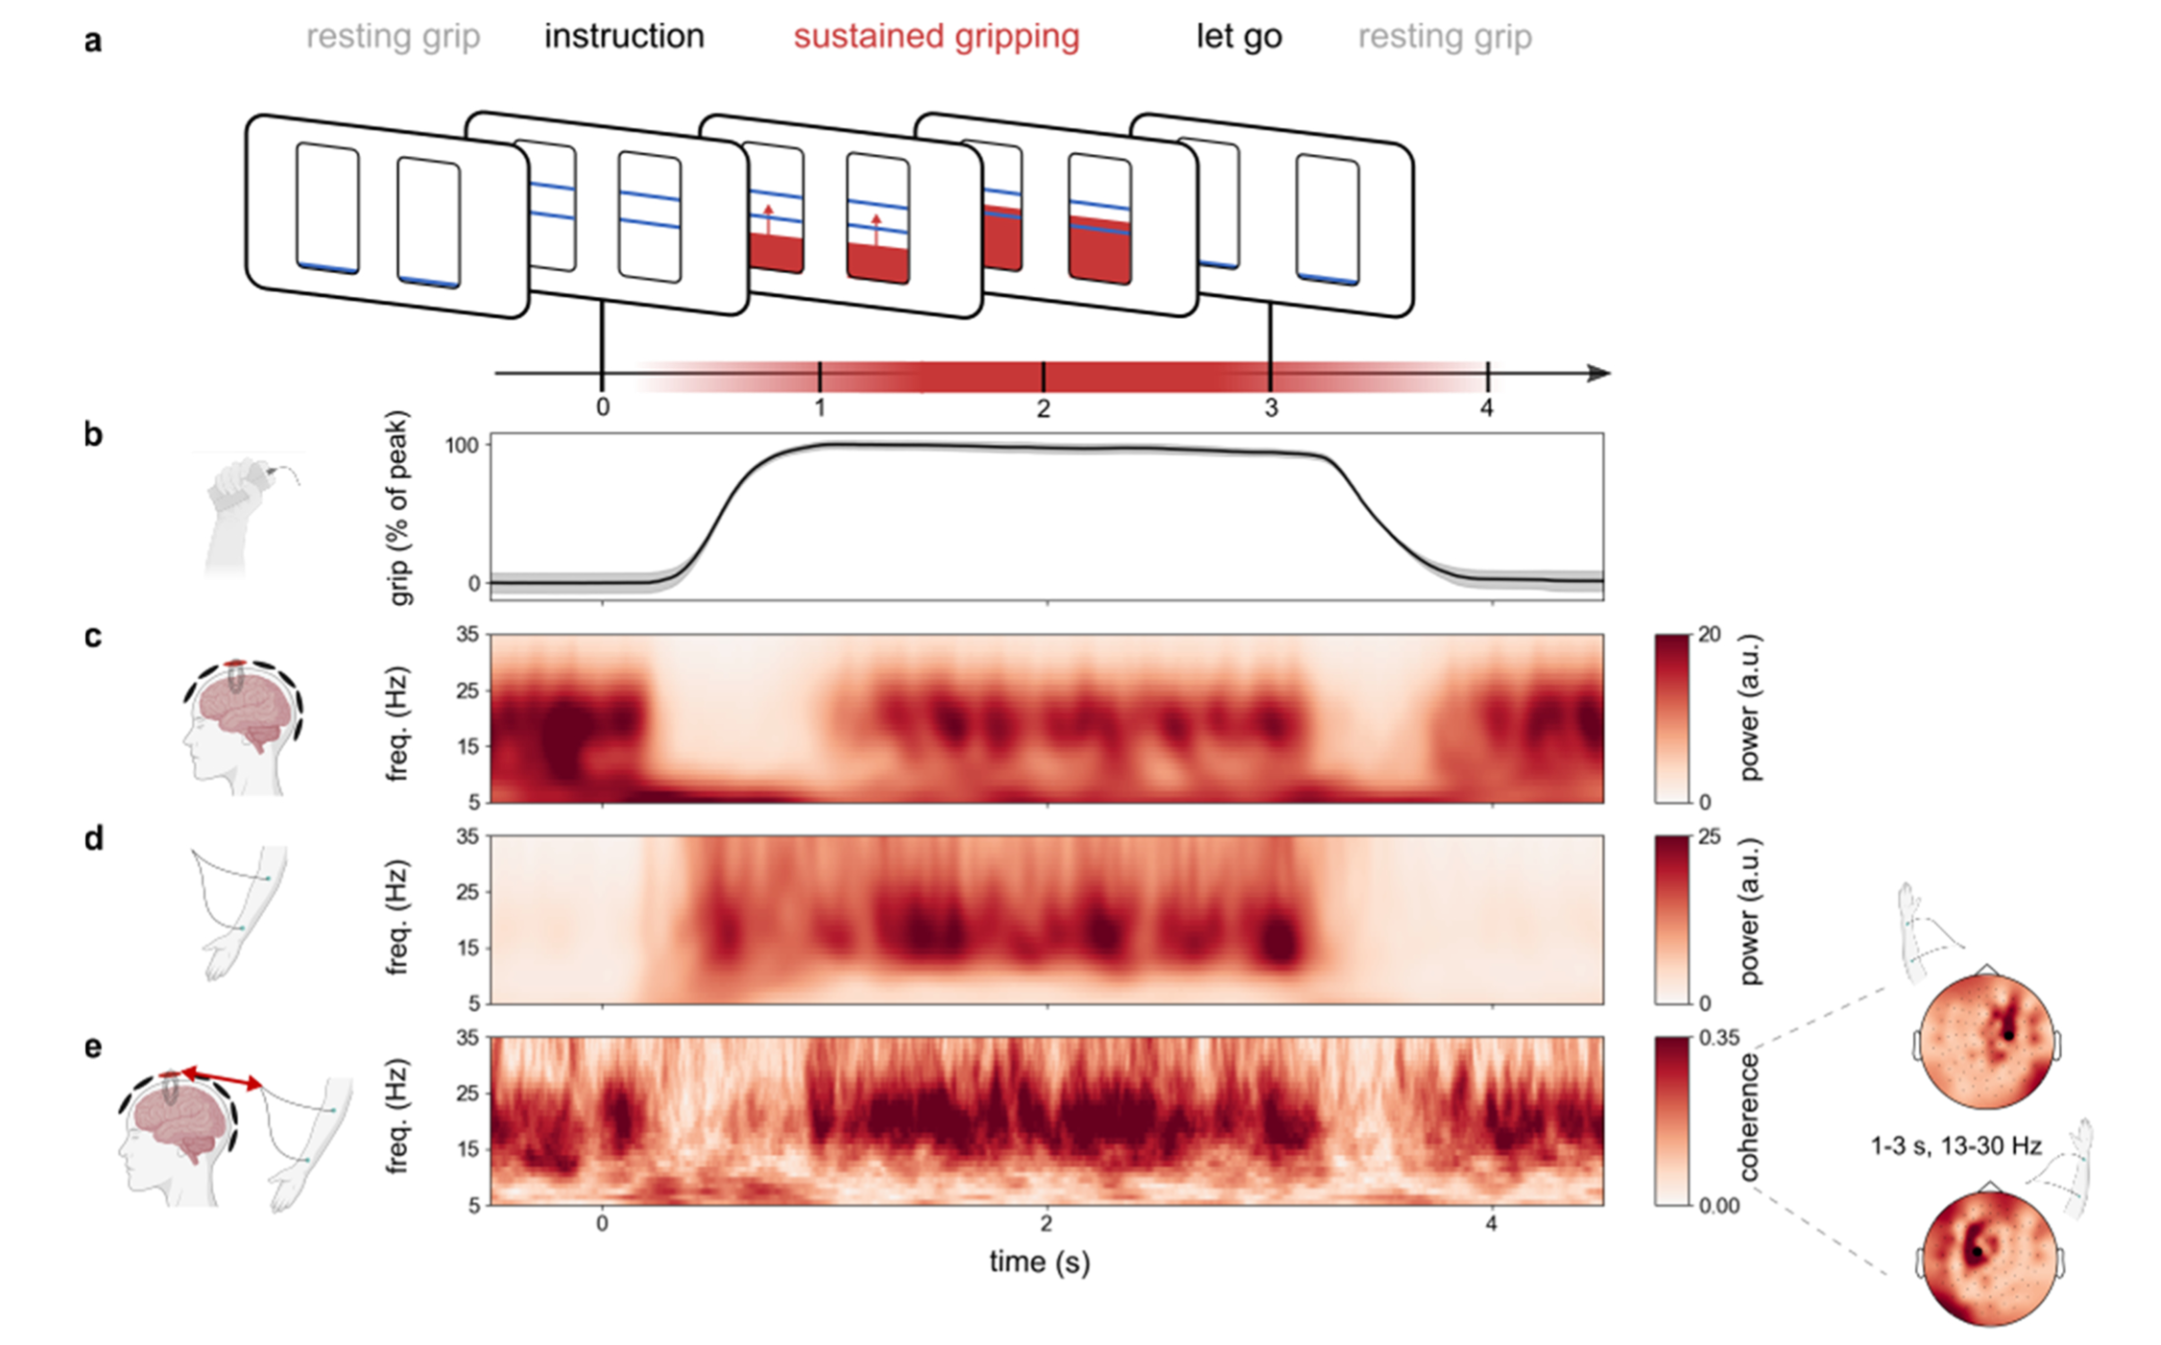 a
resting grip instruction sustained gripping let go resting grip
0 1 2 3 4
b
grip (% of peak)
100
0
c
freq. (Hz)
35
25
15
5
20
0
power (a.u.)
d
freq. (Hz)
35
25
15
5
25
0
power (a.u.)
e
freq. (Hz)
35
25
15
5
0.35
0.00
coherence
1-3 s, 13-30 Hz
0 2 4
time (s)